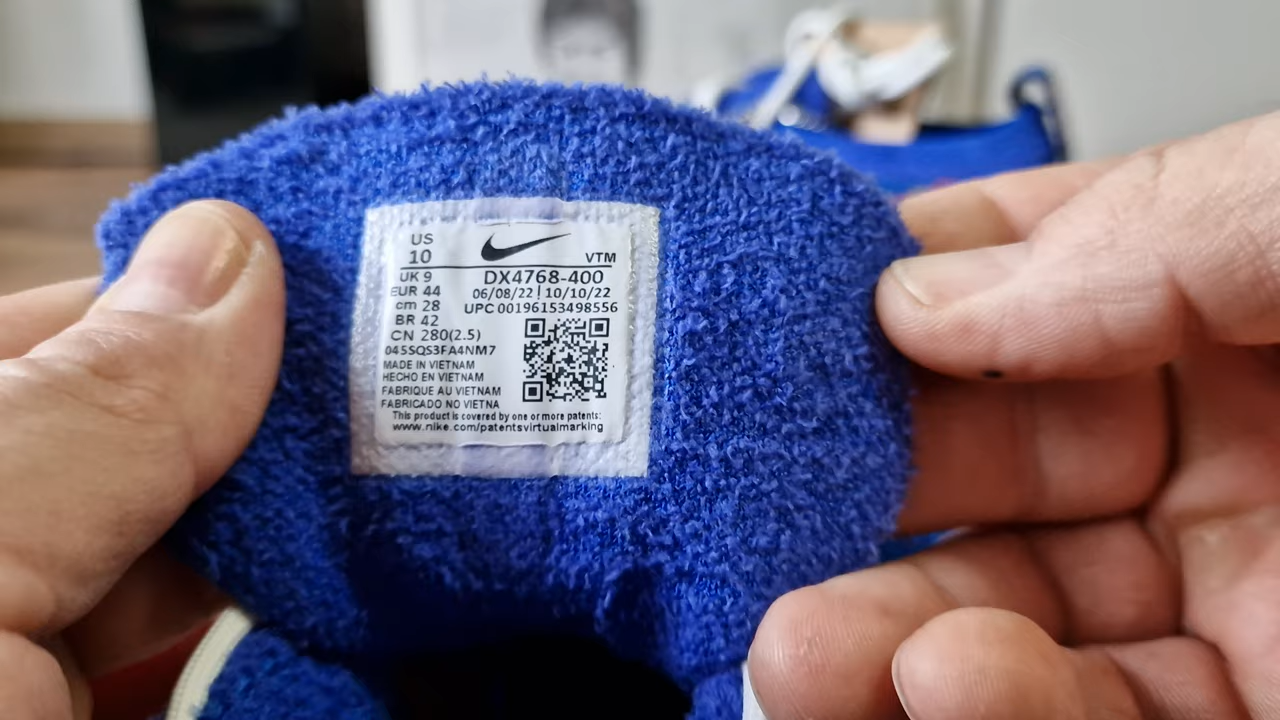 US
10
VTM
UK 9
DX4768-400
EUR 44
06/08/22 | 10/10/22
cm 28
UPC 00196153498556
BR 42
CN 280(2.5)
045SQS3FA4NM7
MADE IN VIETNAM
HECHO EN VIETNAM
FABRIQUE AU VIETNAM
FABRICADO NO VIETNA
This product is covered by one or more patents:
www.nike.com/patentsvirtualmarking